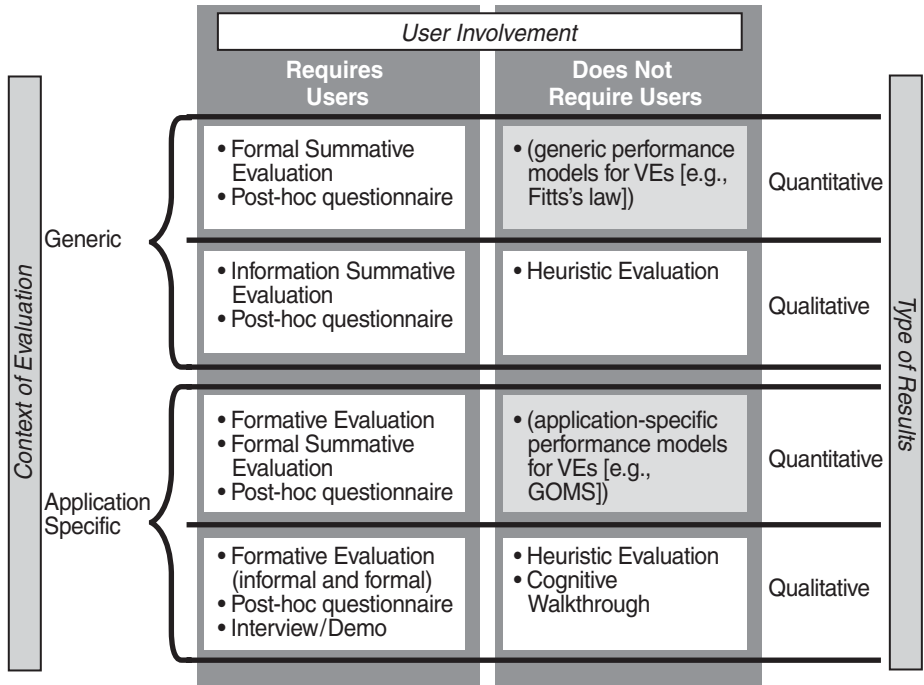 User Involvement
Requires
Users
Does Not
Require Users
Context of Evaluation
Type of Results
Generic
• Formal Summative
Evaluation
• Post-hoc questionnaire
• (generic performance
models for VEs [e.g.,
Fitts's law])
Quantitative
• Information Summative
Evaluation
• Post-hoc questionnaire
• Heuristic Evaluation
Qualitative
Application
Specific
• Formative Evaluation
• Formal Summative
Evaluation
• Post-hoc questionnaire
• (application-specific
performance models
for VEs [e.g.,
GOMS])
Quantitative
• Formative Evaluation
(informal and formal)
• Post-hoc questionnaire
• Interview/Demo
• Heuristic Evaluation
• Cognitive
Walkthrough
Qualitative